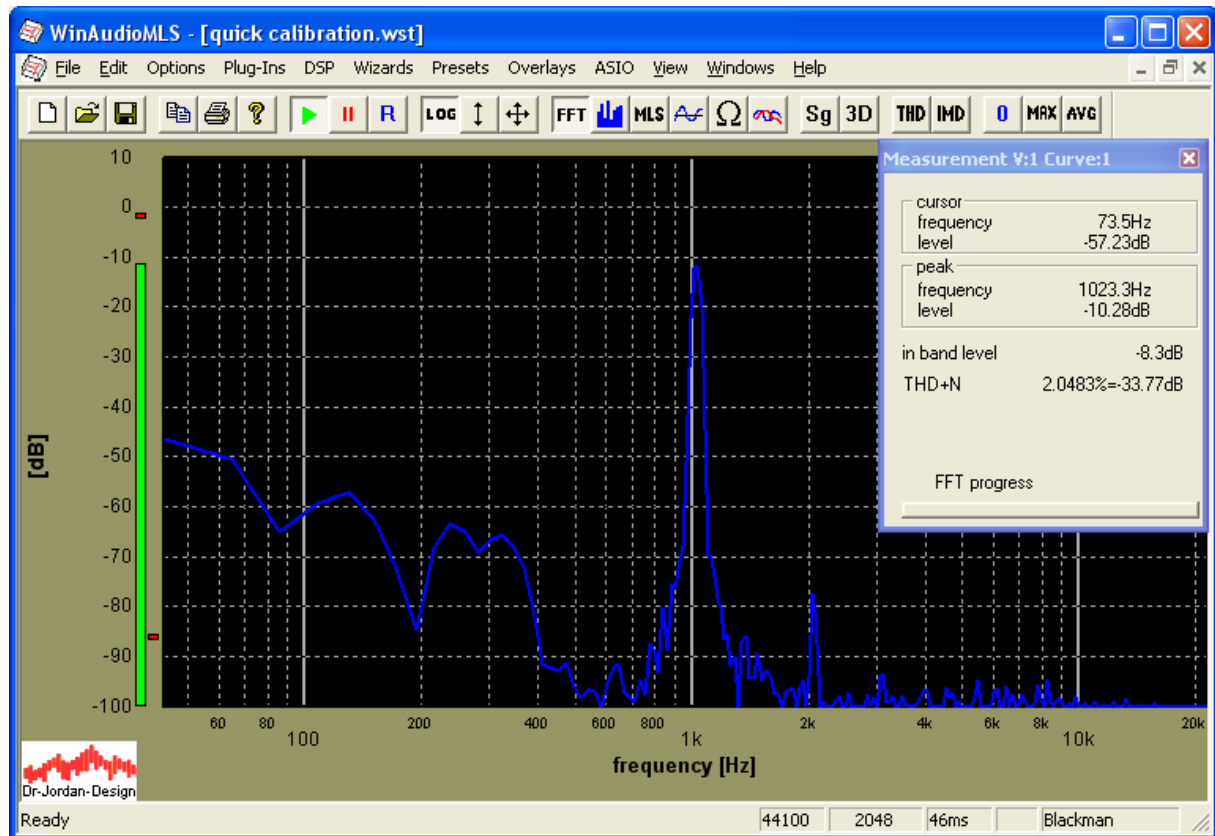 WinAudioMLS - [quick calibration.wst]
File Edit Options Plug-Ins DSP Wizards Presets Overlays ASIO View Windows Help
R LOG FFT MLS Ω Sg 3D THD IMD 0 MAX AVG
Measurement V:1 Curve:1
cursor
frequency 73.5Hz
level -57.23dB
peak
frequency 1023.3Hz
level -10.28dB
in band level -8.3dB
THD+N 2.0483%=-33.77dB
FFT progress
[dB]
10
0
-10
-20
-30
-40
-50
-60
-70
-80
-90
-100
60 80 100 200 400 600 800 1k 2k 4k 6k 8k 10k 20k
frequency [Hz]
Dr-Jordan-Design
Ready 44100 2048 46ms Blackman